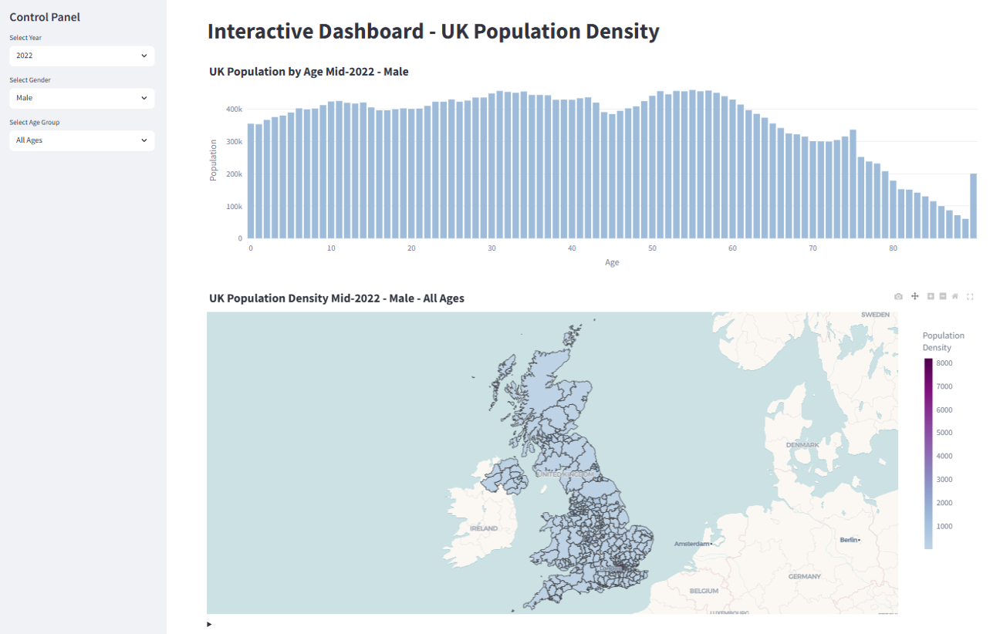 Control Panel
Select Year
2022
Select Gender
Male
Select Age Group
All Ages
Interactive Dashboard - UK Population Density
UK Population by Age Mid-2022 - Male
Population
400k
300k
200k
100k
0
0 10 20 30 40 50 60 70 80
Age
UK Population Density Mid-2022 - Male - All Ages
SWEDEN
DENMARK
UNITED KINGDOM
IRELAND
Amsterdam
Berlin
GERMANY
BELGIUM
LUXEMBOURG
Population
Density
8000
7000
6000
5000
4000
3000
2000
1000